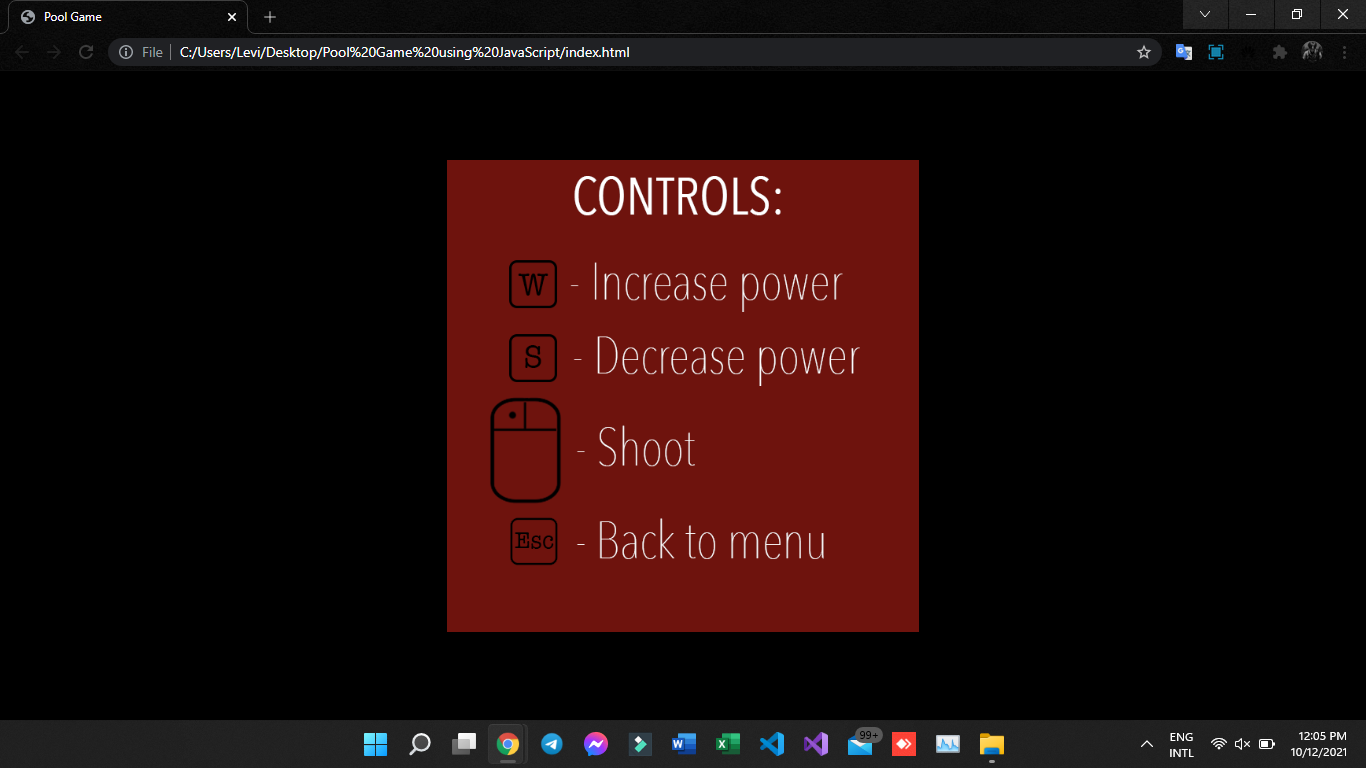 Pool Game
File
C:/Users/Levi/Desktop/Pool%20Game%20using%20JavaScript/index.html
CONTROLS:
W - Increase power
S - Decrease power
- Shoot
Esc - Back to menu
99+
ENG
INTL
12:05 PM
10/12/2021